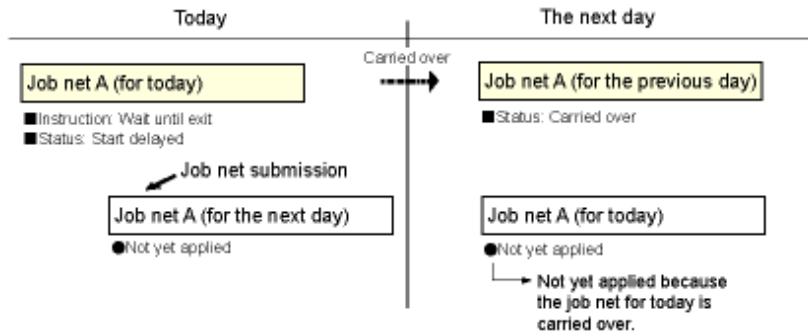 Today
The next day
Carried over
Job net A (for today)
■Instruction: Wait until exit
■Status: Start delayed
Job net submission
Job net A (for the next day)
●Not yet applied
Job net A (for the previous day)
■Status: Carried over
Job net A (for today)
●Not yet applied
Not yet applied because
the job net for today is
carried over.